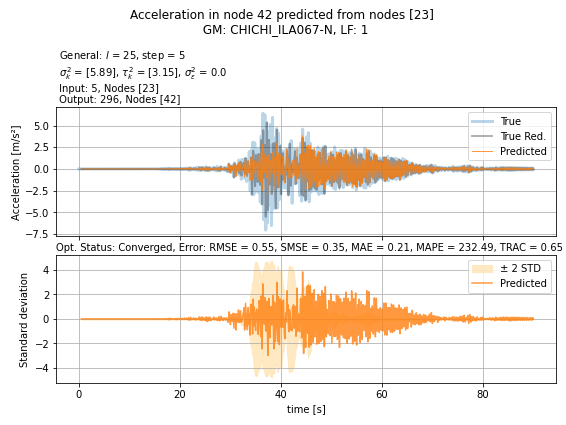 Acceleration in node 42 predicted from nodes [23]
GM: CHICHI_ILA067-N, LF: 1
General: l = 25, step = 5
σ²ₖ = [5.89], τ²ₖ = [3.15], σ²ε = 0.0
Input: 5, Nodes [23]
Output: 296, Nodes [42]
Acceleration [m/s²]
5.0
2.5
0.0
−2.5
−5.0
−7.5
True
True Red.
Predicted
Opt. Status: Converged, Error: RMSE = 0.55, SMSE = 0.35, MAE = 0.21, MAPE = 232.49, TRAC = 0.65
Standard deviation
4
2
0
−2
−4
± 2 STD
Predicted
0
20
40
60
80
time [s]